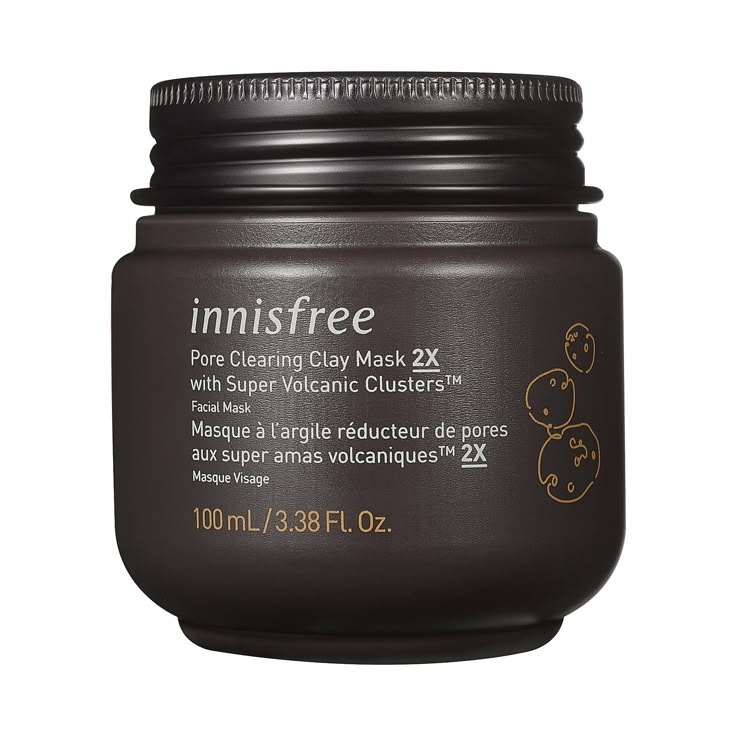 innisfree
Pore Clearing Clay Mask 2X
with Super Volcanic Clusters™
Facial Mask
Masque à l'argile réducteur de pores
aux super amas volcaniques™ 2X
Masque Visage
100 mL / 3.38 Fl. Oz.